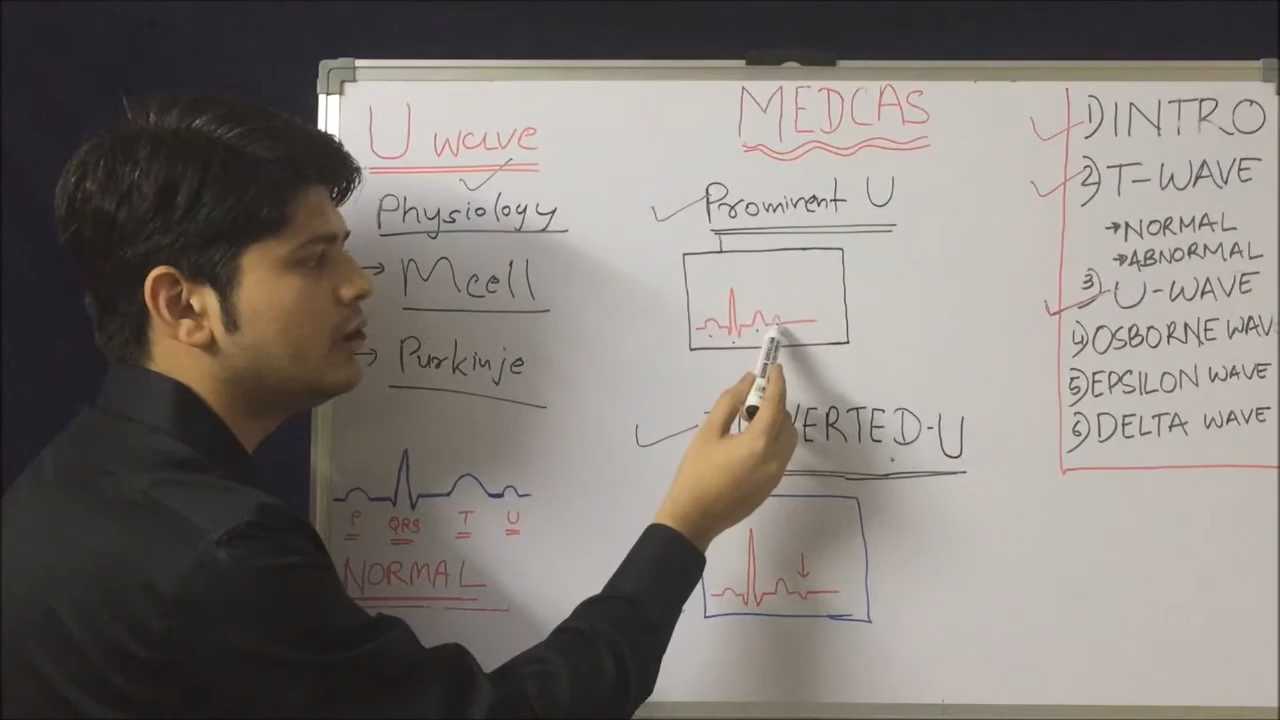 U wave
Physiology
→ Mcell
→ Purkinje
P QRS T U
NORMAL
MEDCAS
Prominent U
VERTED-U
1) INTRO
2) T-WAVE
→NORMAL
→ABNORMAL
3) U-WAVE
4) OSBORNE WAV
5) EPSILON WAVE
6) DELTA WAVE